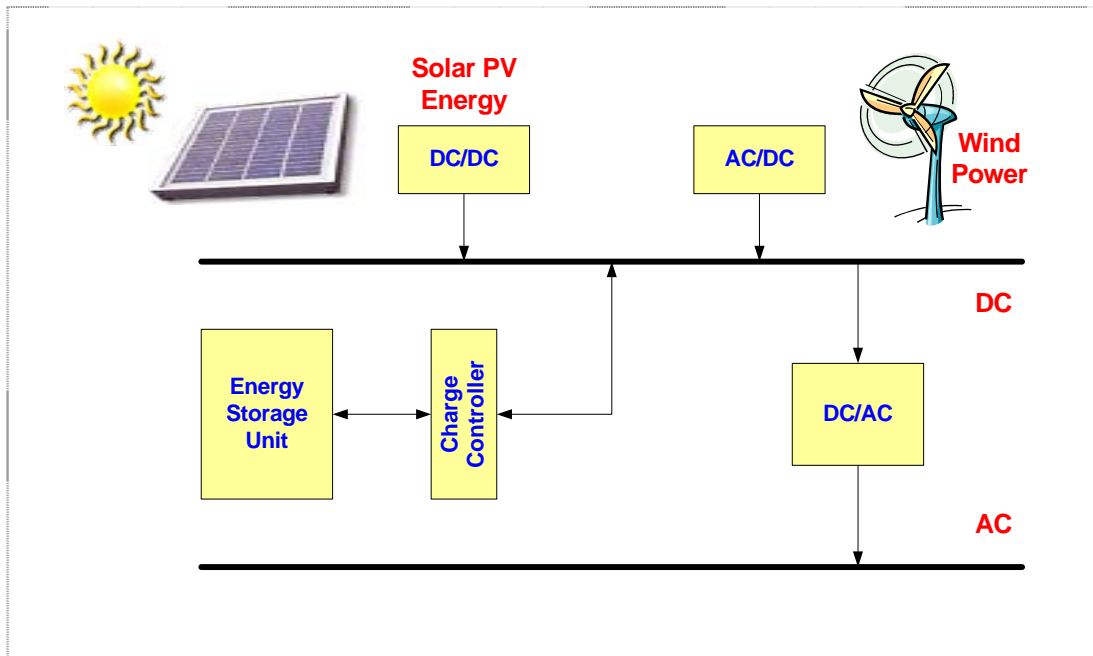 Solar PV
Energy
DC/DC
AC/DC
Wind
Power
DC
Energy
Storage
Unit
Charge
Controller
DC/AC
AC